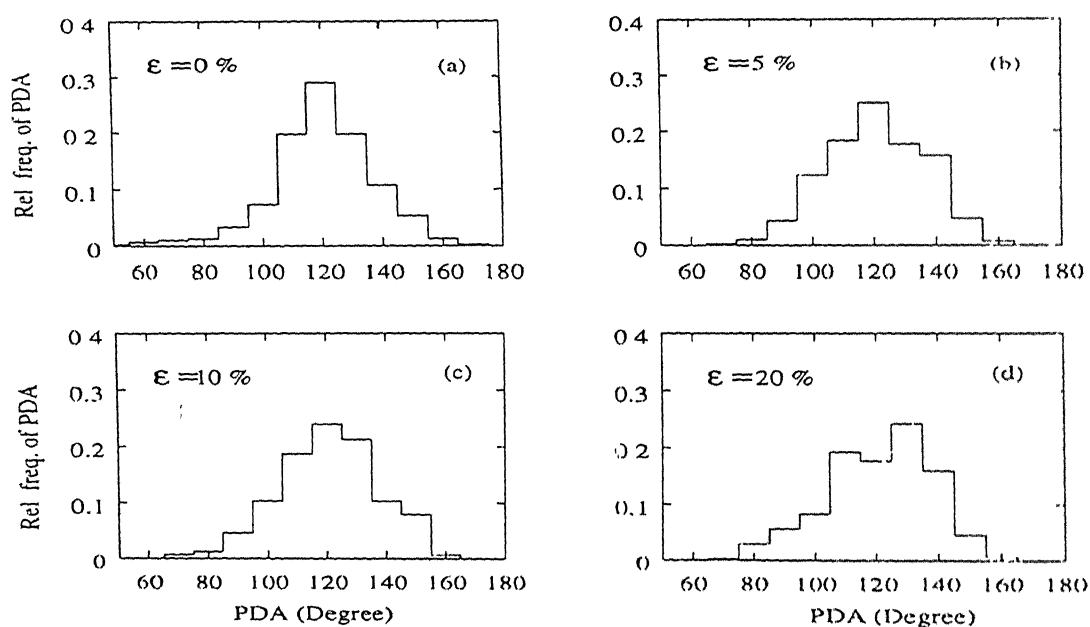 Rel freq. of PDA
0 4
0.3
0.2
0.1
0
ε = 0 %
(a)
60 80 100 120 140 160 180
0.4
0.3
0.2
0.1
0
ε = 5 %
(b)
60 80 100 120 140 160 180
Rel freq. of PDA
0 4
0.3
0.2
0.1
0
ε = 10 %
(c)
60 80 100 120 140 160 180
PDA (Degree)
0.4
0.3
0 2
0.1
0
ε = 20 %
(d)
60 80 100 120 140 160 180
PDA (Degree)